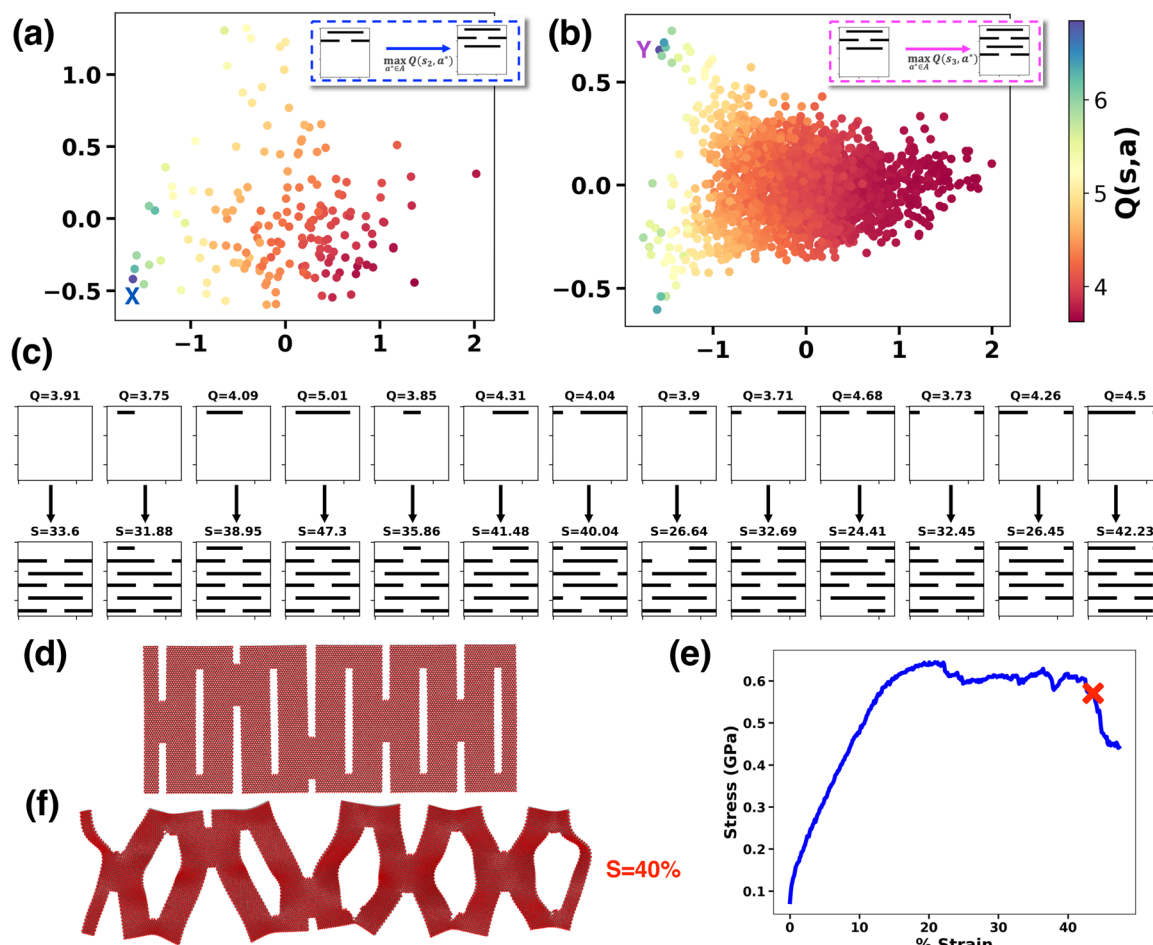 (a)
max Q(s₂, a*)
a*∈A
1.0
0.5
0.0
−0.5
X
−1 0 1 2
(b)
Y
max Q(s₃, a*)
a*∈A
0.5
0.0
−0.5
−1 0 1 2
6
5
4
Q(s,a)
(c)
Q=3.91 Q=3.75 Q=4.09 Q=5.01 Q=3.85 Q=4.31 Q=4.04 Q=3.9 Q=3.71 Q=4.68 Q=3.73 Q=4.26 Q=4.5
S=33.6 S=31.88 S=38.95 S=47.3 S=35.86 S=41.48 S=40.04 S=26.64 S=32.69 S=24.41 S=32.45 S=26.45 S=42.23
(d)
(e)
0.6
0.5
0.4
0.3
0.2
0.1
Stress (GPa)
0 10 20 30 40
% Strain
(f)
S=40%